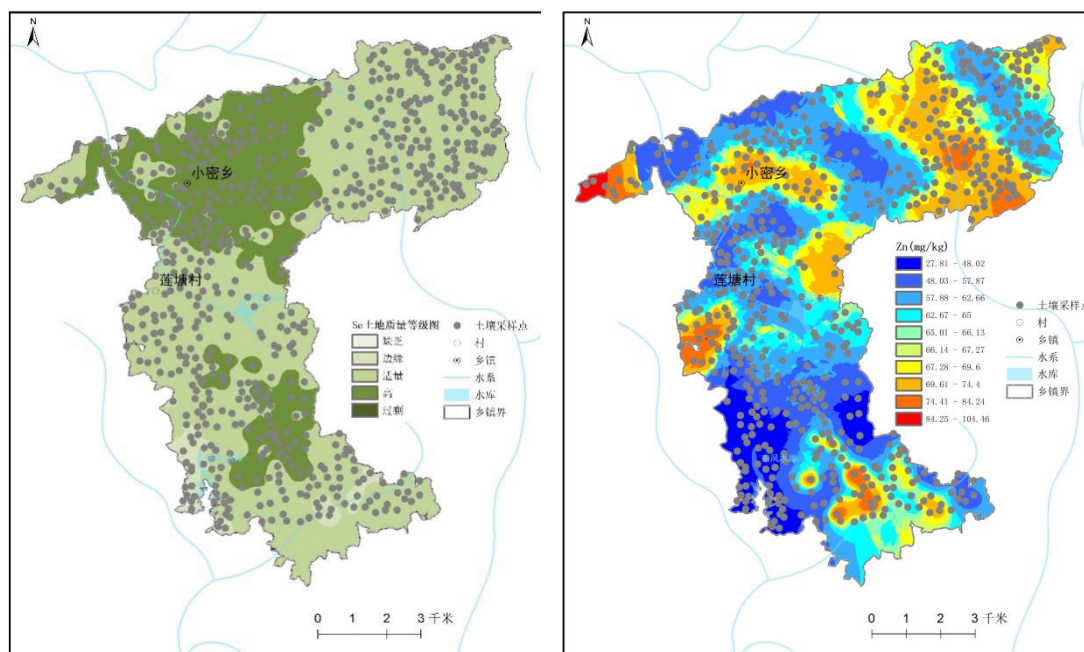 N
小密乡
莲塘村
Se土地质量等级图
缺乏
边缘
适量
高
过剩
土壤采样点
村
乡镇
水系
水库
乡镇界
0 1 2 3 千米
N
小密乡
莲塘村
Zn(mg/kg)
27.81 - 48.02
48.03 - 57.87
57.88 - 62.66
62.67 - 65
65.01 - 66.13
66.14 - 67.27
67.28 - 69.6
69.61 - 74.4
74.41 - 84.24
84.25 - 104.46
土壤采样点
村
乡镇
水系
水库
乡镇界
0 1 2 3 千米